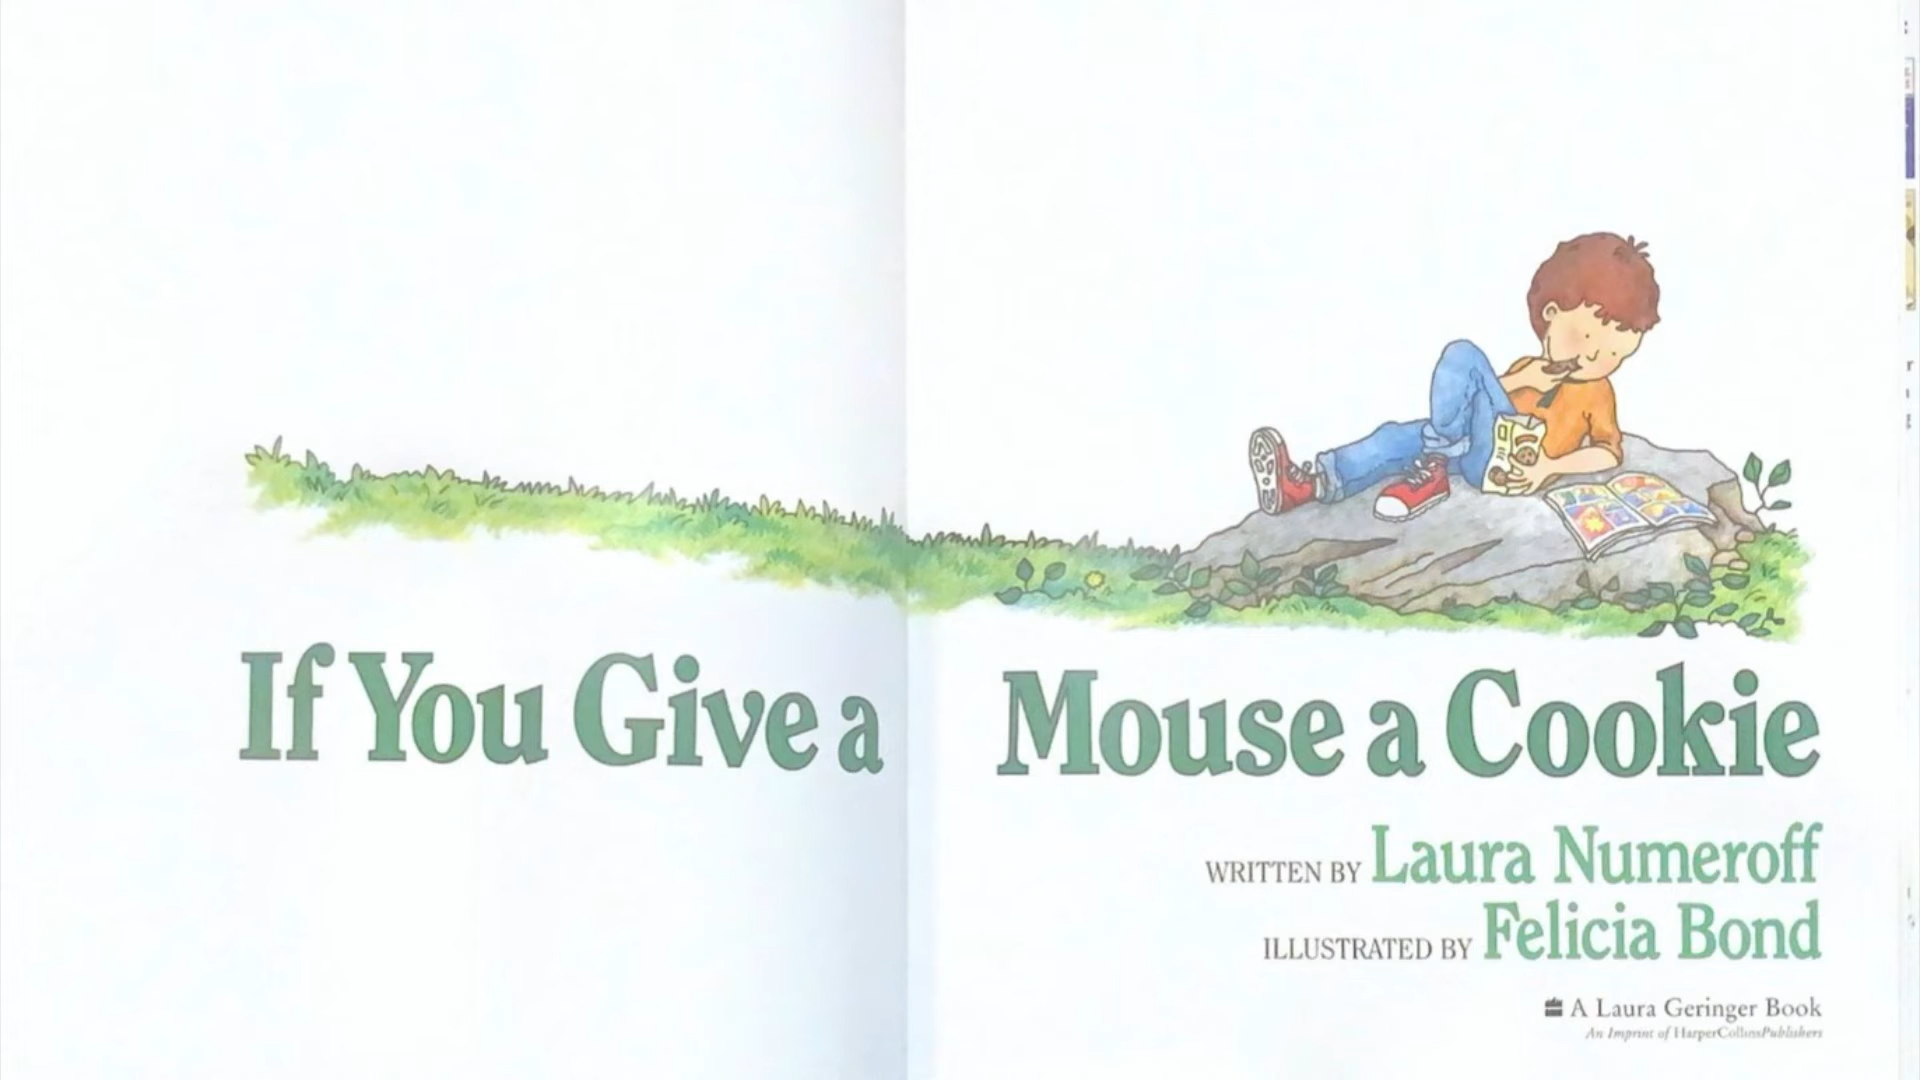 If You Give a Mouse a Cookie
WRITTEN BY Laura Numeroff
ILLUSTRATED BY Felicia Bond
A Laura Geringer Book
An Imprint of HarperCollinsPublishers